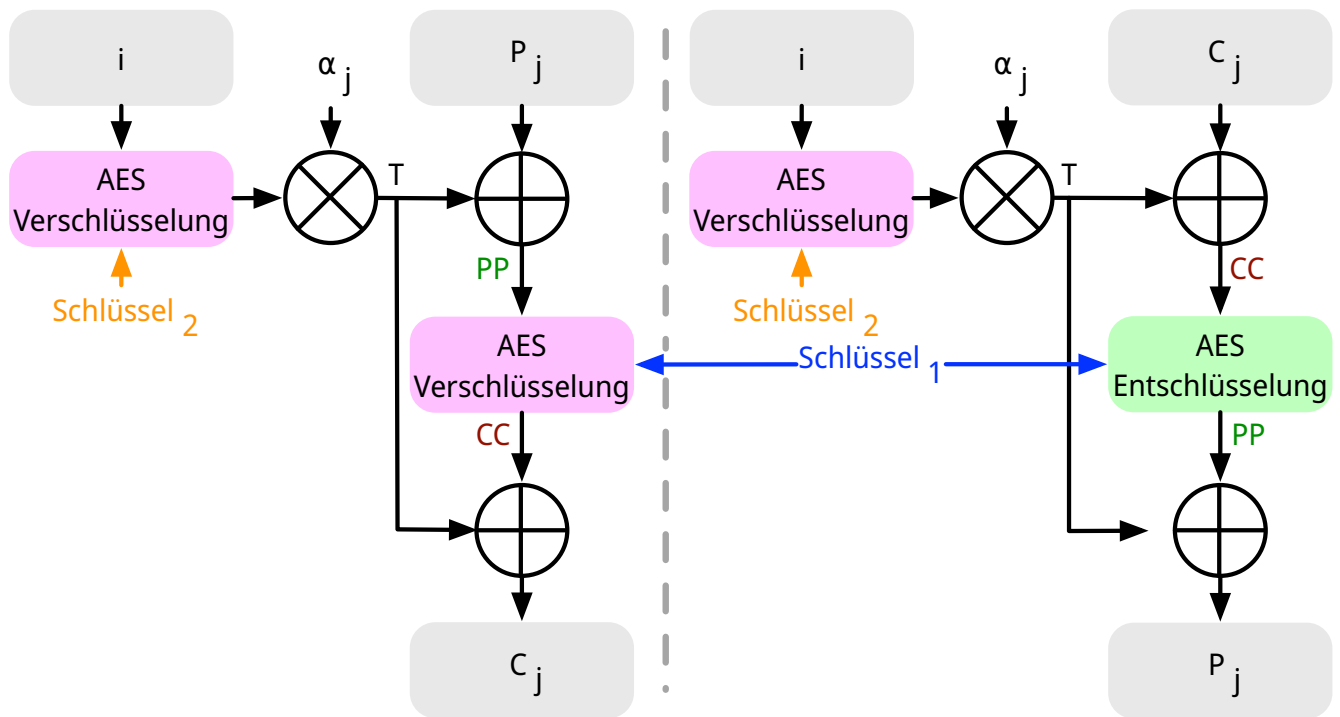 i
α j
P j
T
AES
Verschlüsselung
Schlüssel 2
PP
AES
Verschlüsselung
CC
C j
Schlüssel 1
i
α j
C j
T
AES
Verschlüsselung
Schlüssel 2
CC
AES
Entschlüsselung
PP
P j